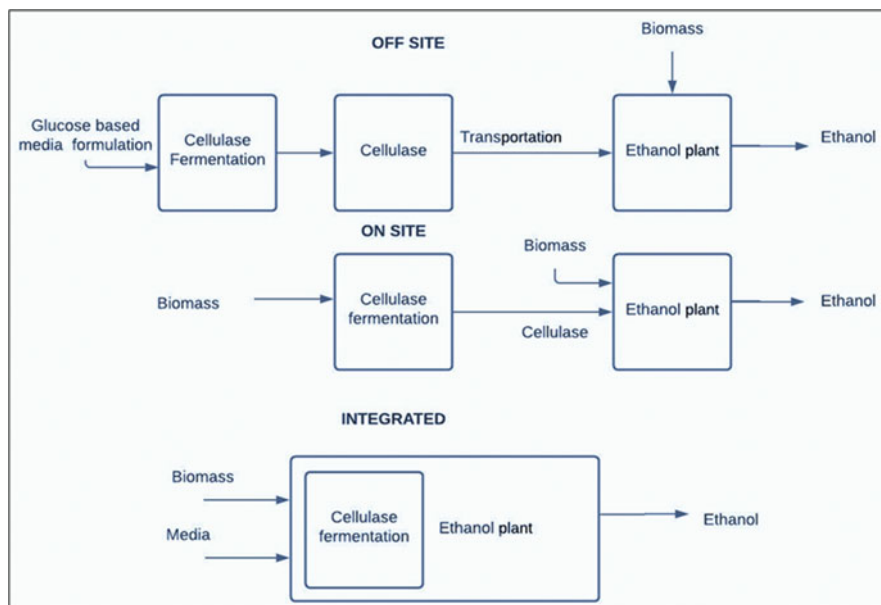 OFF SITE
Biomass
Glucose based
media formulation
Cellulase
Fermentation
Cellulase
Transportation
Ethanol plant
Ethanol
ON SITE
Biomass
Biomass
Cellulase
fermentation
Cellulase
Ethanol plant
Ethanol
INTEGRATED
Biomass
Media
Cellulase
fermentation
Ethanol plant
Ethanol